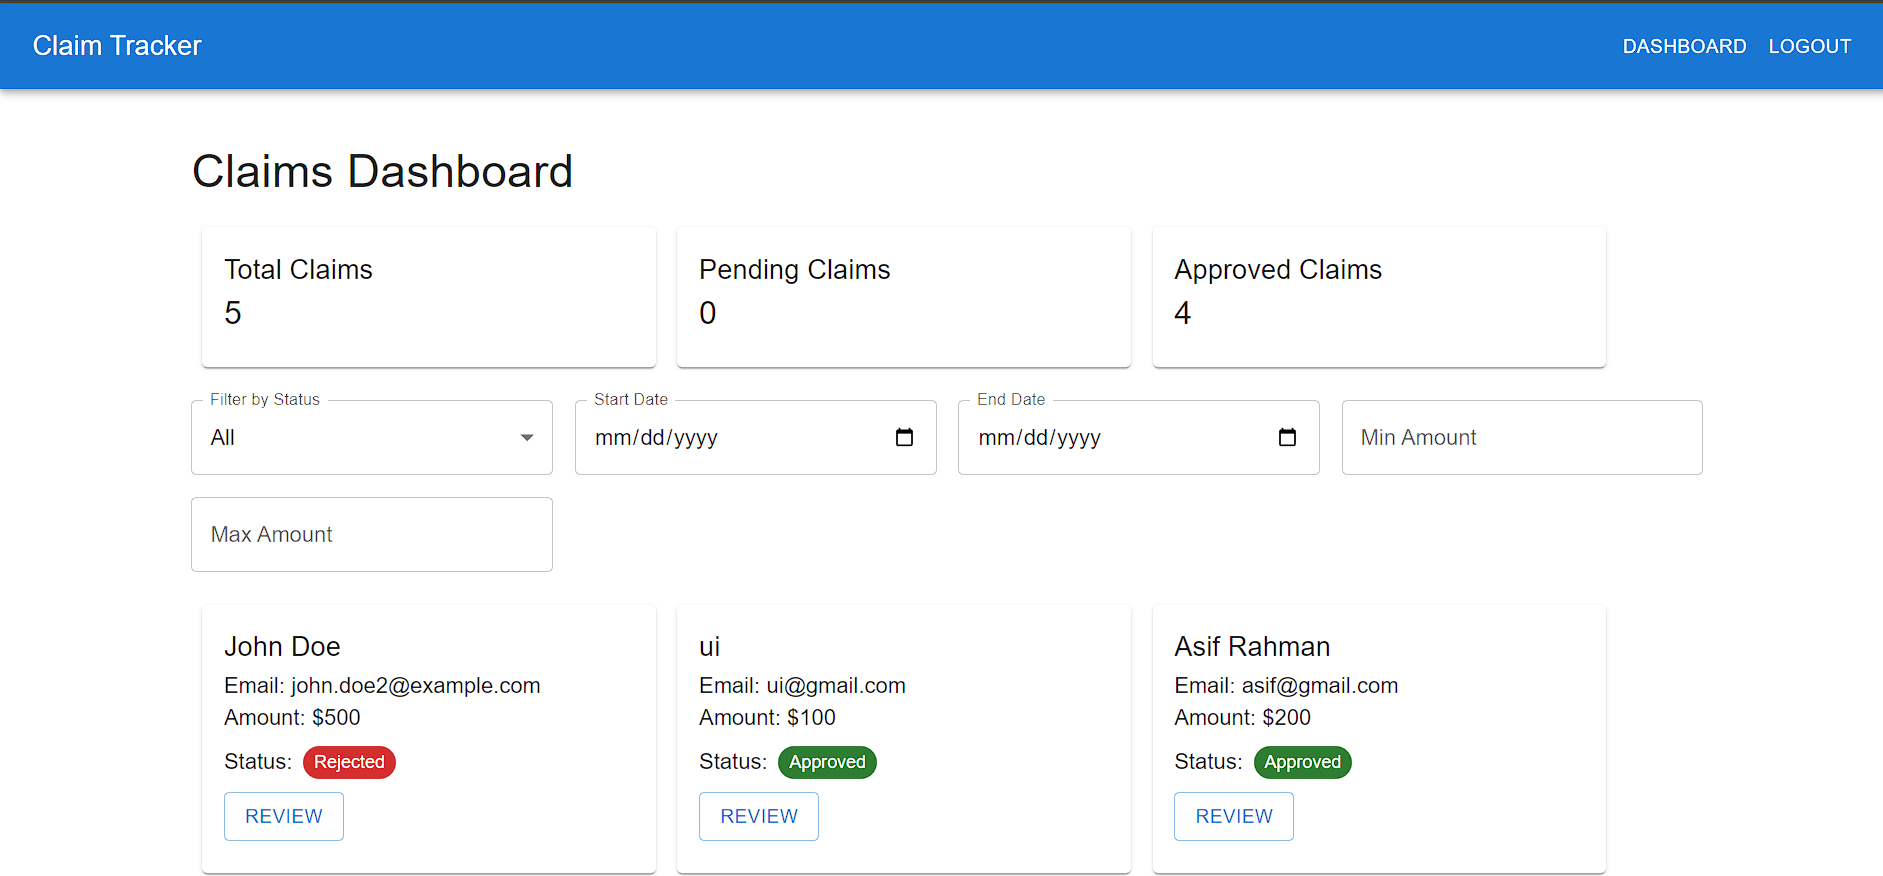 Claim Tracker DASHBOARD LOGOUT
Claims Dashboard
Total Claims
5
Pending Claims
0
Approved Claims
4
Filter by Status
All
Start Date
mm/dd/yyyy
End Date
mm/dd/yyyy
Min Amount
Max Amount
John Doe
Email: john.doe2@example.com
Amount: $500
Status: Rejected
REVIEW
ui
Email: ui@gmail.com
Amount: $100
Status: Approved
REVIEW
Asif Rahman
Email: asif@gmail.com
Amount: $200
Status: Approved
REVIEW